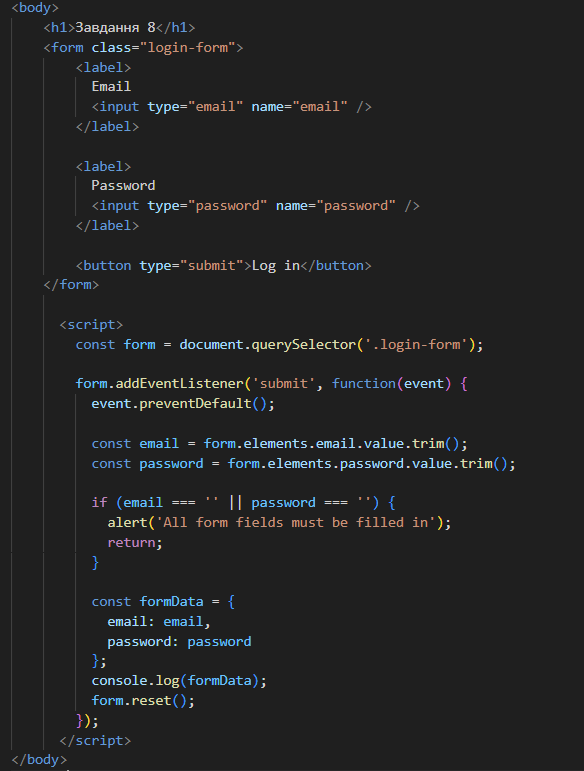 <body>
<h1>Завдання 8</h1>
<form class="login-form">
<label>
Email
<input type="email" name="email" />
</label>
<label>
Password
<input type="password" name="password" />
</label>
<button type="submit">Log in</button>
</form>
<script>
const form = document.querySelector('.login-form');
form.addEventListener('submit', function(event) {
event.preventDefault();
const email = form.elements.email.value.trim();
const password = form.elements.password.value.trim();
if (email === '' || password === '') {
alert('All form fields must be filled in');
return;
}
const formData = {
email: email,
password: password
};
console.log(formData);
form.reset();
});
</script>
</body>